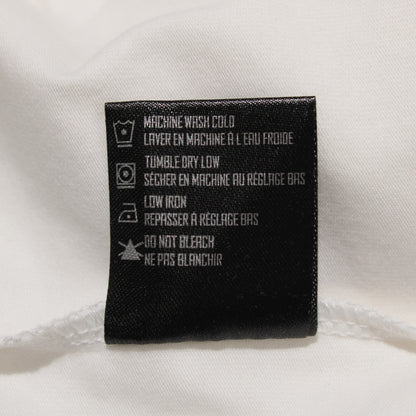 MACHINE WASH COLD
LAVER EN MACHINE À L'EAU FROIDE
TUMBLE DRY LOW
SÉCHER EN MACHINE AU RÉGLAGE BAS
LOW IRON
REPASSER À RÉGLAGE BAS
DO NOT BLEACH
NE PAS BLANCHIR